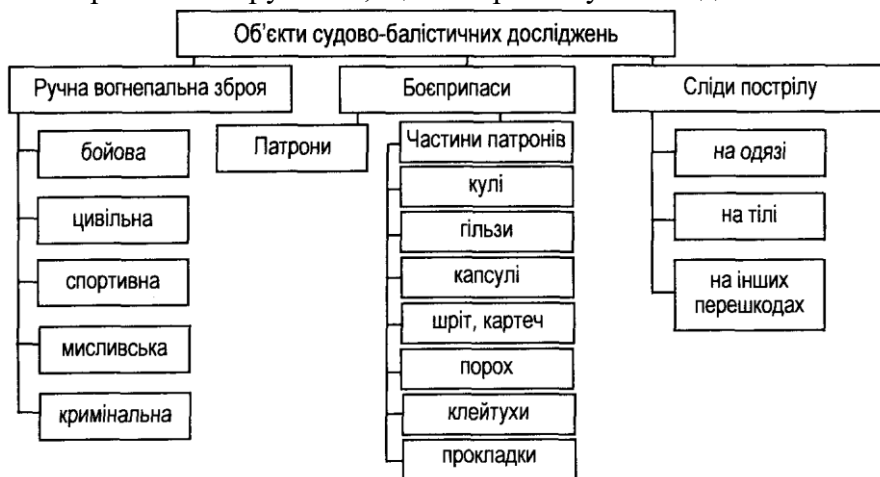 Об’єкти судово-балістичних досліджень
Ручна вогнепальна зброя
бойова
цивільна
спортивна
мисливська
кримінальна
Боєприпаси
Патрони
Частини патронів
кулі
гільзи
капсулі
шріт, картеч
порох
клейтухи
прокладки
Сліди пострілу
на одязі
на тілі
на інших
перешкодах